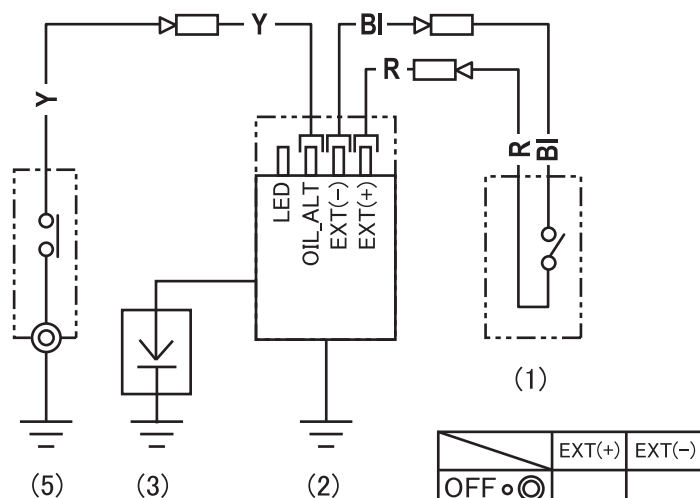 Y
Bl
R
Y
R
Bl
LED
OIL_ALT
EXT(-)
EXT(+)
(1)
(5)
(3)
(2)
EXT(+) EXT(-)
OFF